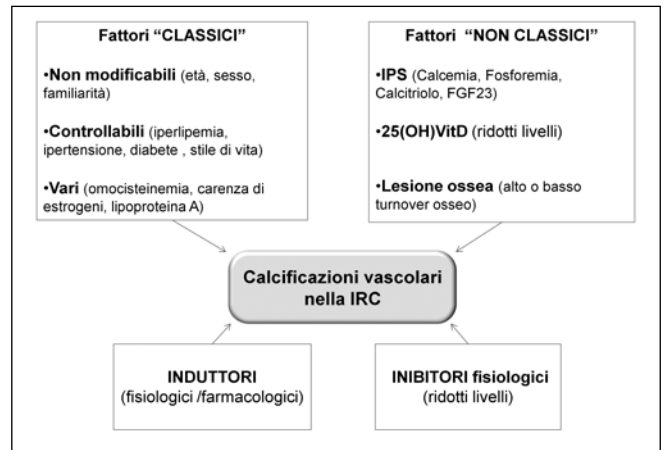 Fattori “CLASSICI”
•Non modificabili (età, sesso,
familiarità)
•Controllabili (iperlipemia,
ipertensione, diabete , stile di vita)
•Vari (omocisteinemia, carenza di
estrogeni, lipoproteina A)
Fattori “NON CLASSICI”
•IPS (Calcemia, Fosforemia,
Calcitriolo, FGF23)
•25(OH)VitD (ridotti livelli)
•Lesione ossea (alto o basso
turnover osseo)
Calcificazioni vascolari
nella IRC
INDUTTORI
(fisiologici /farmacologici)
INIBITORI fisiologici
(ridotti livelli)